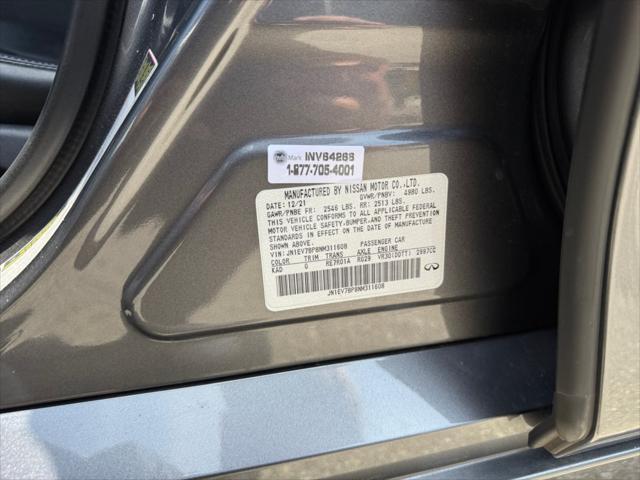 Mark INV64266
1-877-705-4001
MANUFACTURED BY NISSAN MOTOR CO.,LTD.
DATE: 12/21 GVWR/PNBV: 4980 LBS.
GAWR/PNBE FR: 2546 LBS. RR: 2513 LBS.
THIS VEHICLE CONFORMS TO ALL APPLICABLE FEDERAL
MOTOR VEHICLE SAFETY,BUMPER,AND THEFT PREVENTION
STANDARDS IN EFFECT ON THE DATE OF MANUFACTURE
SHOWN ABOVE.
VIN:JN1EV7BP8NM311608 PASSENGER CAR
COLOR TRIM TRANS AXLE ENGINE
KAD G RE7R01A RG29 VR30(DDTT) 2997CC
JN1EV7BP8NM311608
INFINITI